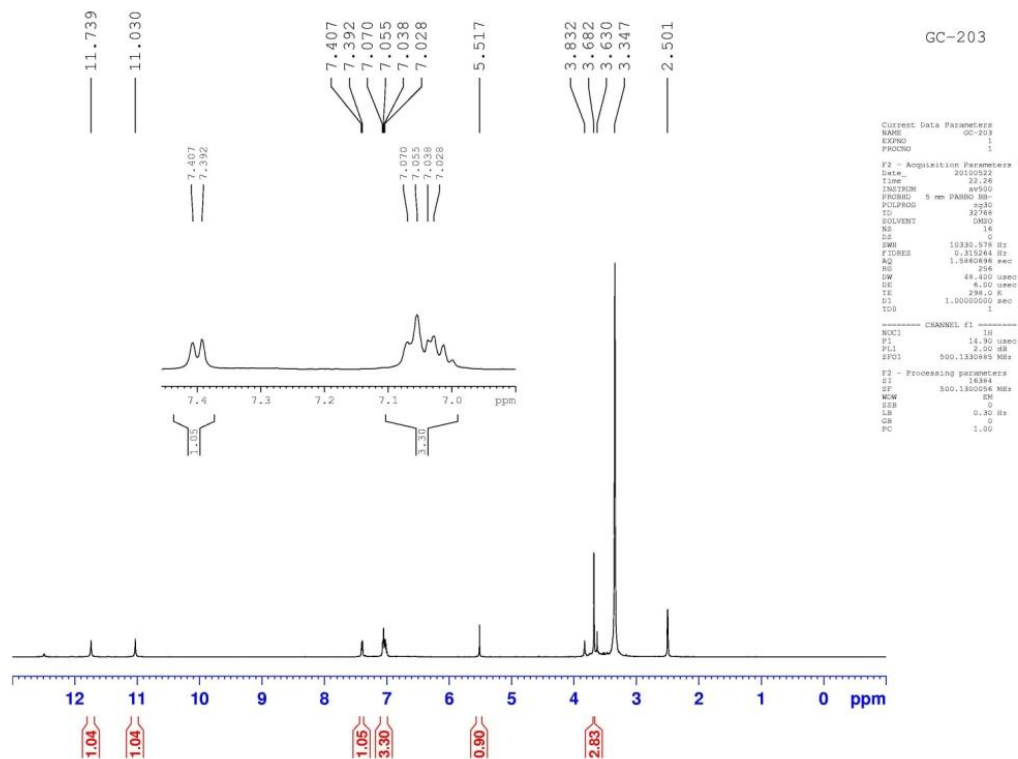 11.739
11.030
7.407
7.392
7.070
7.055
7.038
7.028
5.517
3.832
3.682
3.630
3.347
2.501
GC-203
7.407
7.392
7.070
7.055
7.038
7.028
7.4 7.3 7.2 7.1 7.0 ppm
1.05
3.30
Current Data Parameters
NAME GC-203
EXPNO 1
PROCNO 1
F2 - Acquisition Parameters
Date_ 20100522
Time 22.26
INSTRUM av500
PROBHD 5 mm PABBO BB-
PULPROG zg30
TD 32768
SOLVENT DMSO
NS 16
DS 0
SWH 10330.578 Hz
FIDRES 0.315264 Hz
AQ 1.5860696 sec
RG 256
DW 48.400 usec
DE 6.00 usec
TE 298.0 K
D1 1.00000000 sec
TD0 1
======== CHANNEL f1 ========
NUC1 1H
P1 14.90 usec
PL1 2.00 dB
SFO1 500.1330885 MHz
F2 - Processing parameters
SI 16384
SF 500.1300056 MHz
WDW EM
SSB 0
LB 0.30 Hz
GB 0
PC 1.00
12 11 10 9 8 7 6 5 4 3 2 1 0 ppm
1.04
1.04
1.05
3.30
0.90
2.83